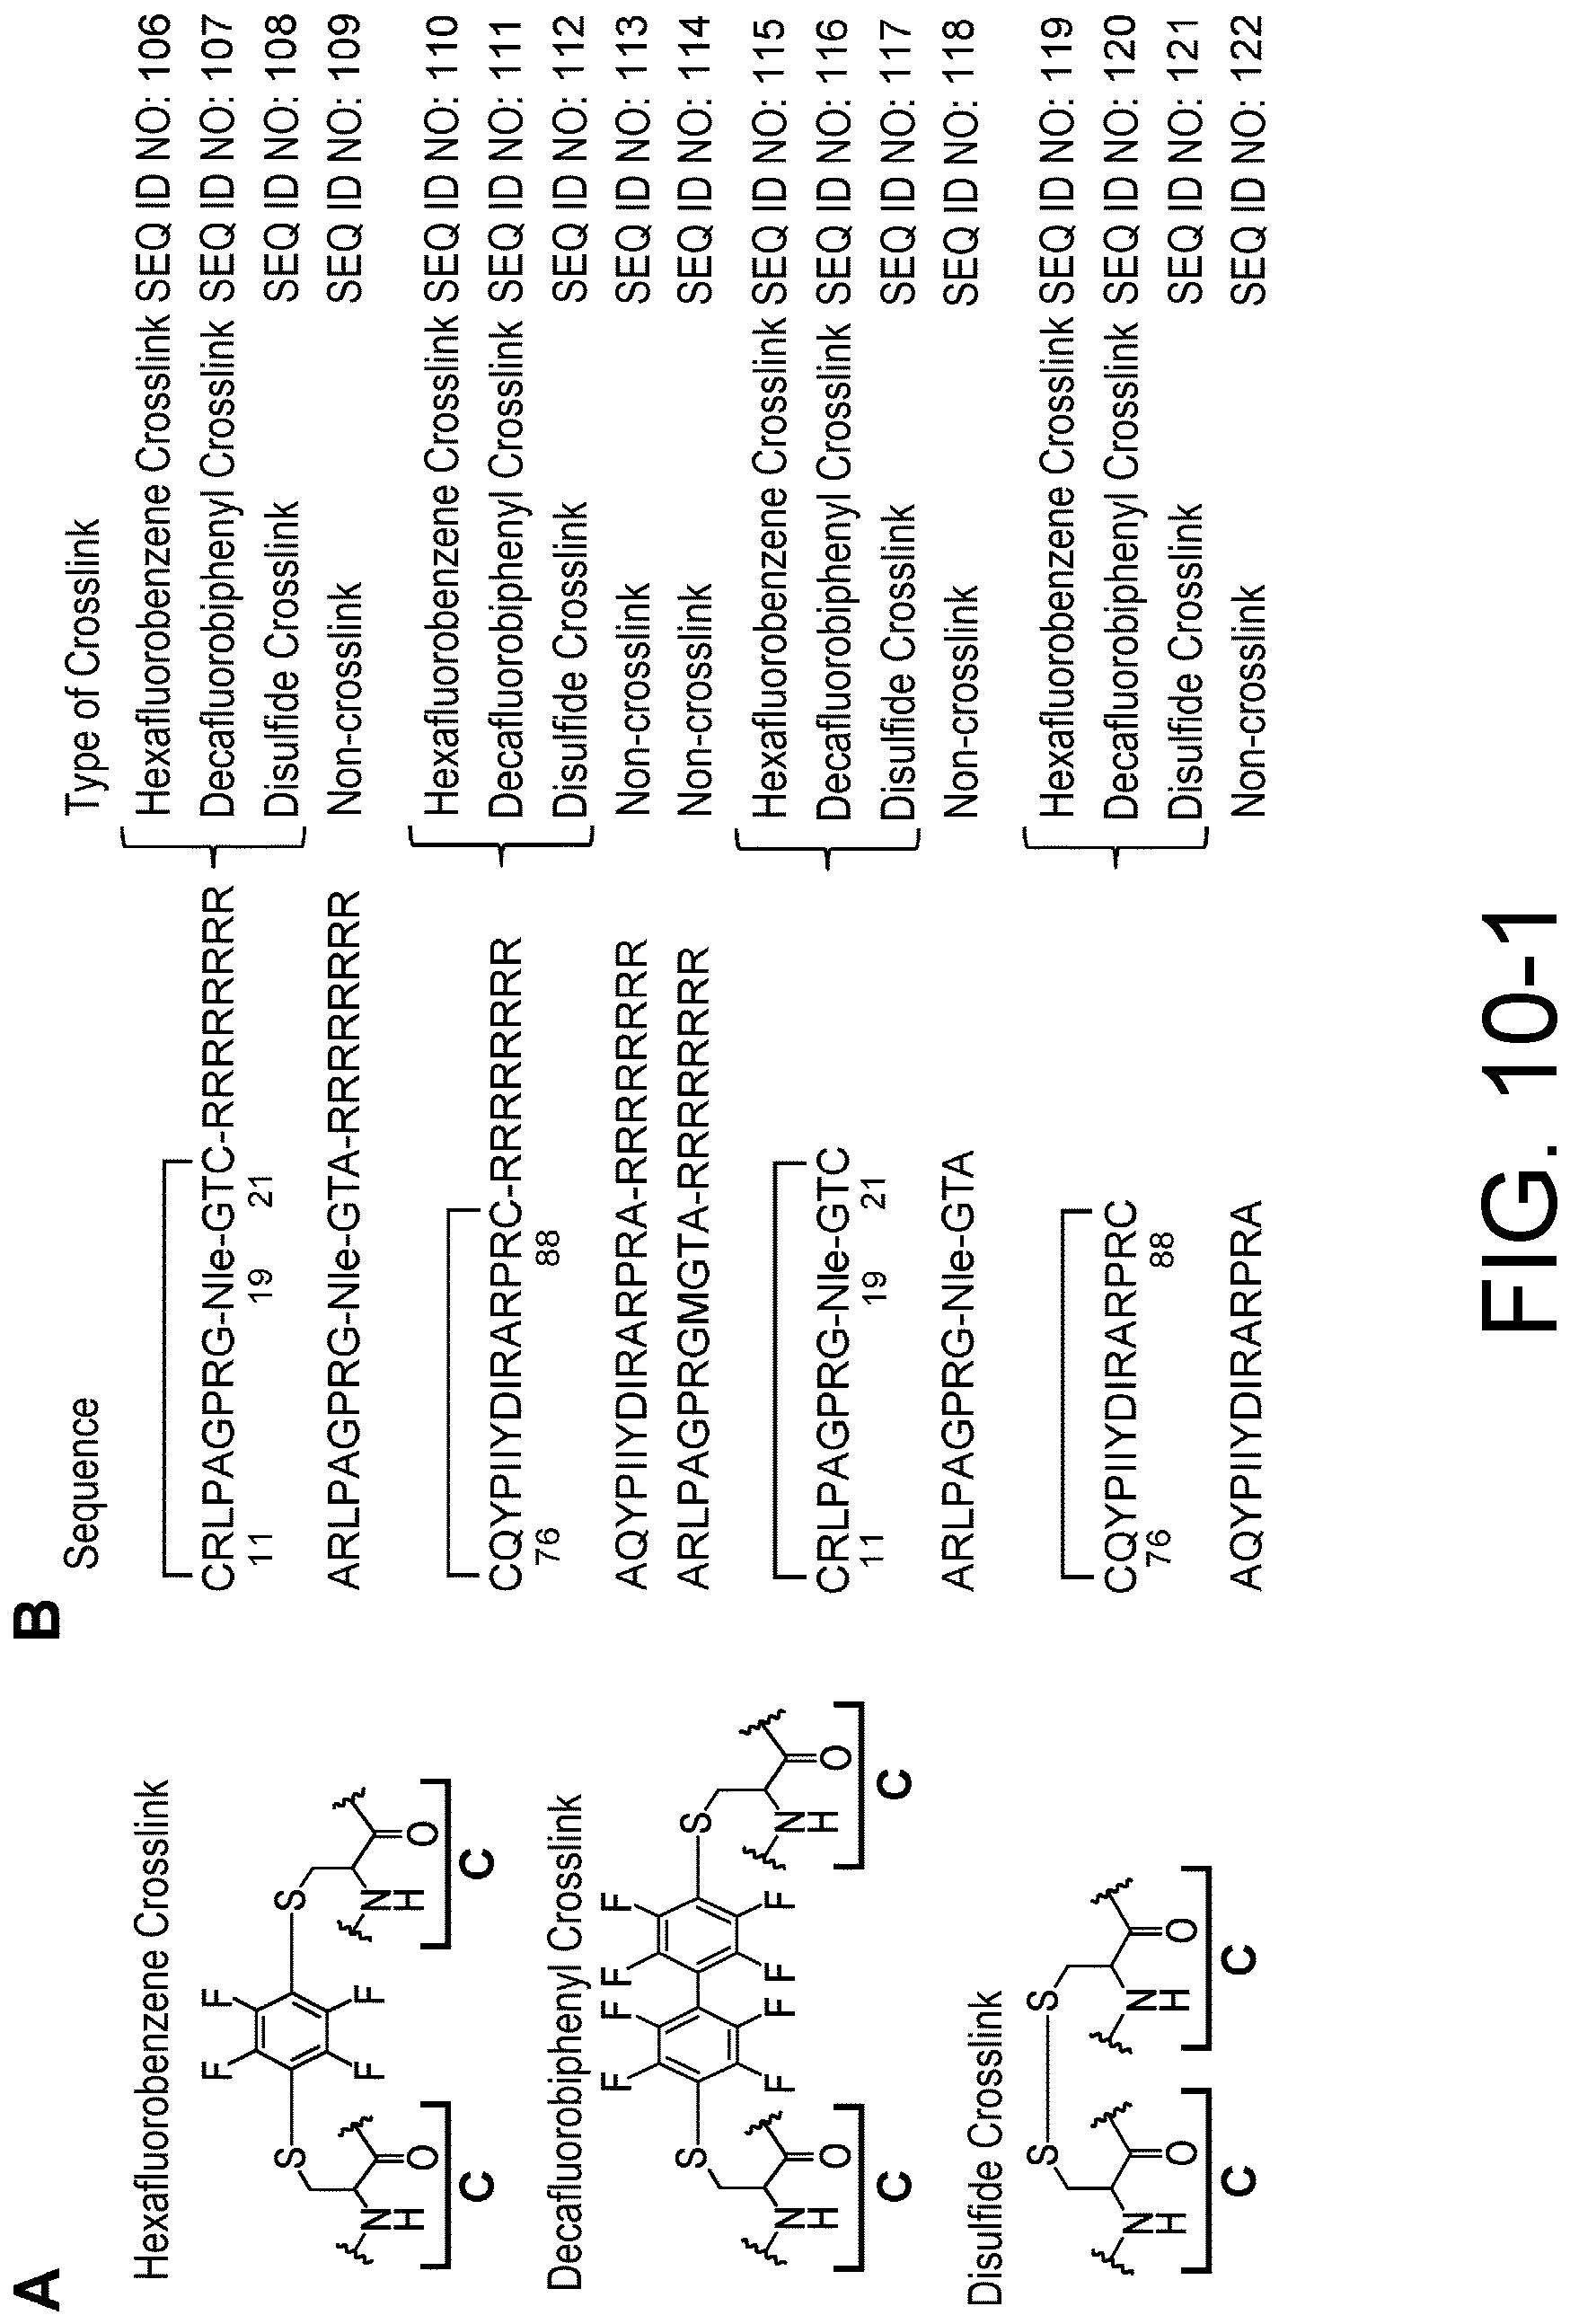 A
Hexafluorobenzene Crosslink
F F
S S
F F
N H O
N H O
C C
Decafluorobiphenyl Crosslink
F F F F
S S
F F F F
N H O
N H O
C C
Disulfide Crosslink
S S
N H O
N H O
C C
B
Sequence Type of Crosslink
CRLPAGPRG-Nle-GTC-RRRRRRRR
11 19 21
Hexafluorobenzene Crosslink SEQ ID NO: 106
Decafluorobiphenyl Crosslink SEQ ID NO: 107
Disulfide Crosslink SEQ ID NO: 108
ARLPAGPRG-Nle-GTA-RRRRRRRR Non-crosslink SEQ ID NO: 109
CQYPIIYDIRARPRC-RRRRRRRR
76 88
Hexafluorobenzene Crosslink SEQ ID NO: 110
Decafluorobiphenyl Crosslink SEQ ID NO: 111
Disulfide Crosslink SEQ ID NO: 112
AQYPIIYDIRARPRA-RRRRRRRR Non-crosslink SEQ ID NO: 113
ARLPAGPRGMGTA-RRRRRRRR Non-crosslink SEQ ID NO: 114
CRLPAGPRG-Nle-GTC
11 19 21
Hexafluorobenzene Crosslink SEQ ID NO: 115
Decafluorobiphenyl Crosslink SEQ ID NO: 116
Disulfide Crosslink SEQ ID NO: 117
ARLPAGPRG-Nle-GTA Non-crosslink SEQ ID NO: 118
CQYPIIYDIRARPRC
76 88
Hexafluorobenzene Crosslink SEQ ID NO: 119
Decafluorobiphenyl Crosslink SEQ ID NO: 120
Disulfide Crosslink SEQ ID NO: 121
AQYPIIYDIRARPRA Non-crosslink SEQ ID NO: 122
FIG. 10-1